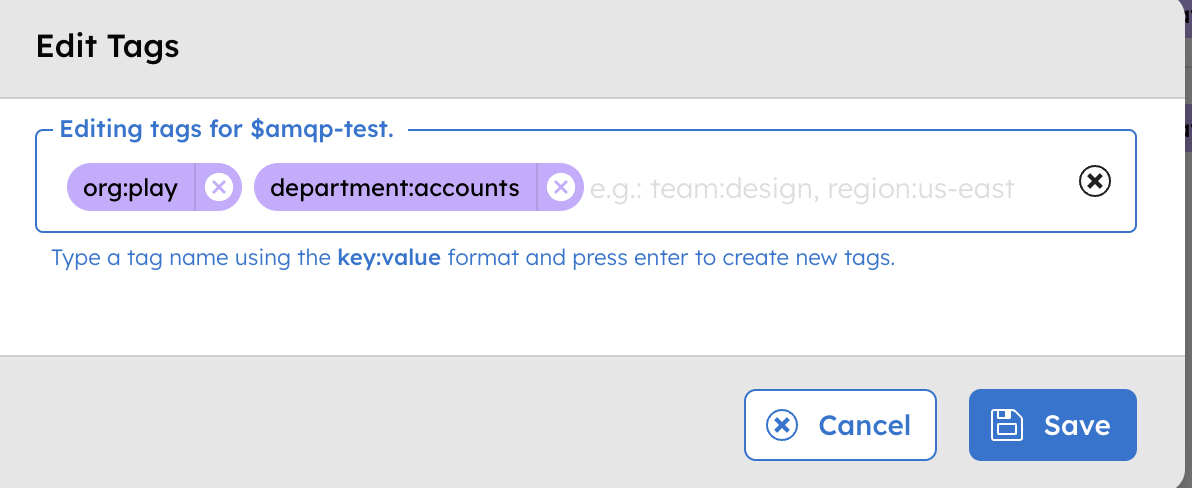 Edit Tags
Editing tags for $amqp-test.
org:play department:accounts e.g.: team:design, region:us-east
Type a tag name using the key:value format and press enter to create new tags.
Cancel Save